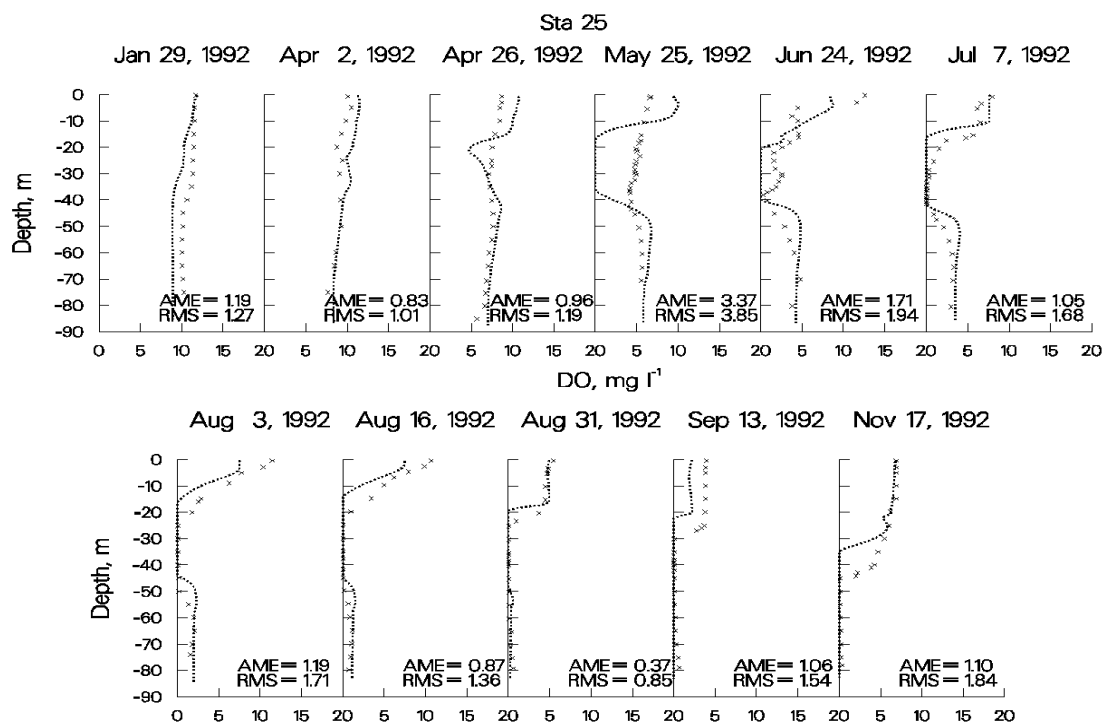 Sta 25
Jan 29, 1992 Apr 2, 1992 Apr 26, 1992 May 25, 1992 Jun 24, 1992 Jul 7, 1992
0
-10
-20
-30
-40
-50
-60
-70
-80
-90
Depth, m
AME= 1.19 AME= 0.83 AME= 0.96 AME= 3.37 AME= 1.71 AME= 1.05
RMS= 1.27 RMS= 1.01 RMS= 1.19 RMS= 3.85 RMS= 1.94 RMS= 1.68
0 5 10 15 20 5 10 15 20 5 10 15 20 5 10 15 20 5 10 15 20 5 10 15 20
DO, mg l⁻¹
Aug 3, 1992 Aug 16, 1992 Aug 31, 1992 Sep 13, 1992 Nov 17, 1992
0
-10
-20
-30
-40
-50
-60
-70
-80
-90
Depth, m
AME= 1.19 AME= 0.87 AME= 0.37 AME= 1.06 AME= 1.10
RMS= 1.71 RMS= 1.36 RMS= 0.85 RMS= 1.54 RMS= 1.84
0 5 10 15 20 5 10 15 20 5 10 15 20 5 10 15 20 5 10 15 20